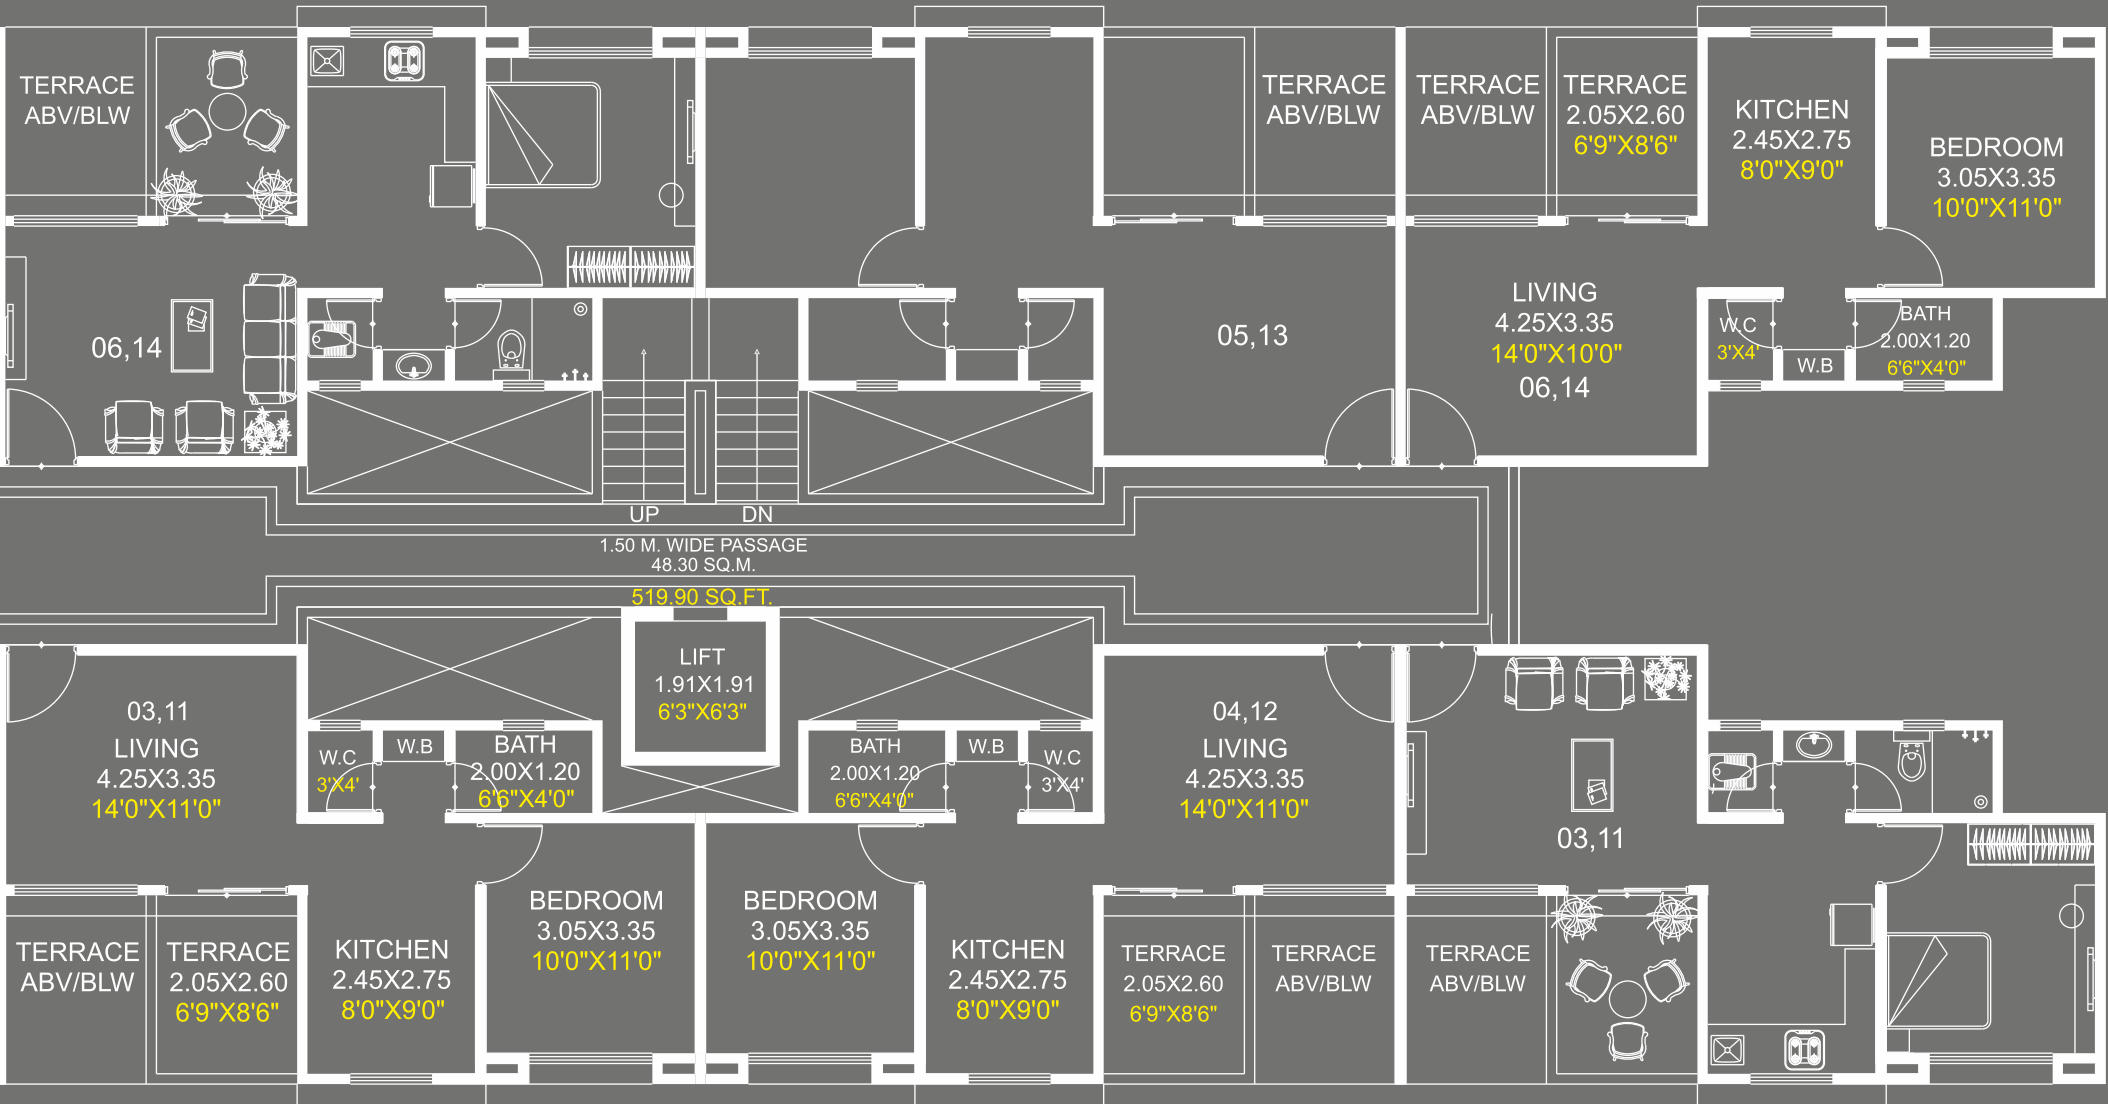 TERRACE
ABV/BLW
06,14
TERRACE
ABV/BLW
05,13
TERRACE
ABV/BLW
TERRACE
2.05X2.60
6'9"X8'6"
KITCHEN
2.45X2.75
8'0"X9'0"
BEDROOM
3.05X3.35
10'0"X11'0"
LIVING
4.25X3.35
14'0"X10'0"
06,14
W.C
3'X4'
W.B
BATH
2.00X1.20
6'6"X4'0"
UP
DN
1.50 M. WIDE PASSAGE
48.30 SQ.M.
519.90 SQ.FT.
LIFT
1.91X1.91
6'3"X6'3"
03,11
LIVING
4.25X3.35
14'0"X11'0"
W.C
3'X4'
W.B
BATH
2.00X1.20
6'6"X4'0"
BATH
2.00X1.20
6'6"X4'0"
W.B
W.C
3'X4'
04,12
LIVING
4.25X3.35
14'0"X11'0"
03,11
TERRACE
ABV/BLW
TERRACE
2.05X2.60
6'9"X8'6"
KITCHEN
2.45X2.75
8'0"X9'0"
BEDROOM
3.05X3.35
10'0"X11'0"
BEDROOM
3.05X3.35
10'0"X11'0"
KITCHEN
2.45X2.75
8'0"X9'0"
TERRACE
2.05X2.60
6'9"X8'6"
TERRACE
ABV/BLW
TERRACE
ABV/BLW